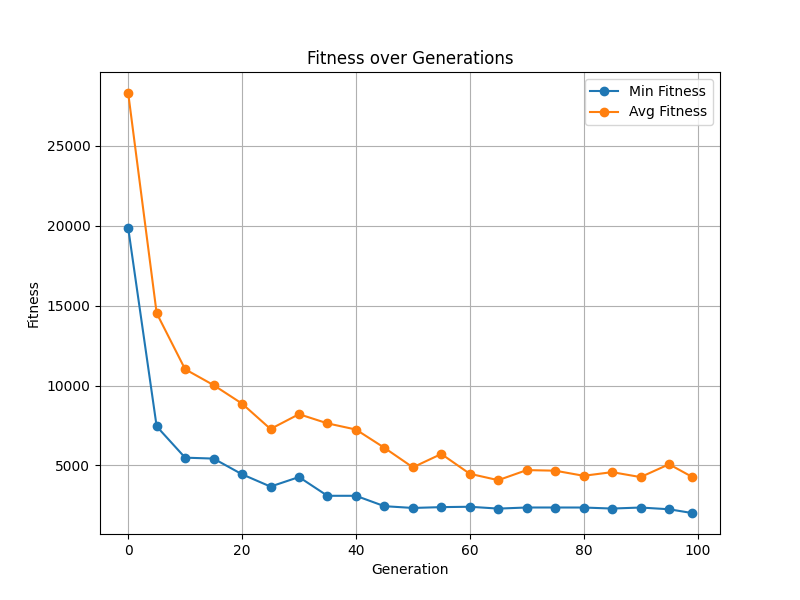 Fitness over Generations
Min Fitness
Avg Fitness
25000
20000
15000
10000
5000
Fitness
0 20 40 60 80 100
Generation